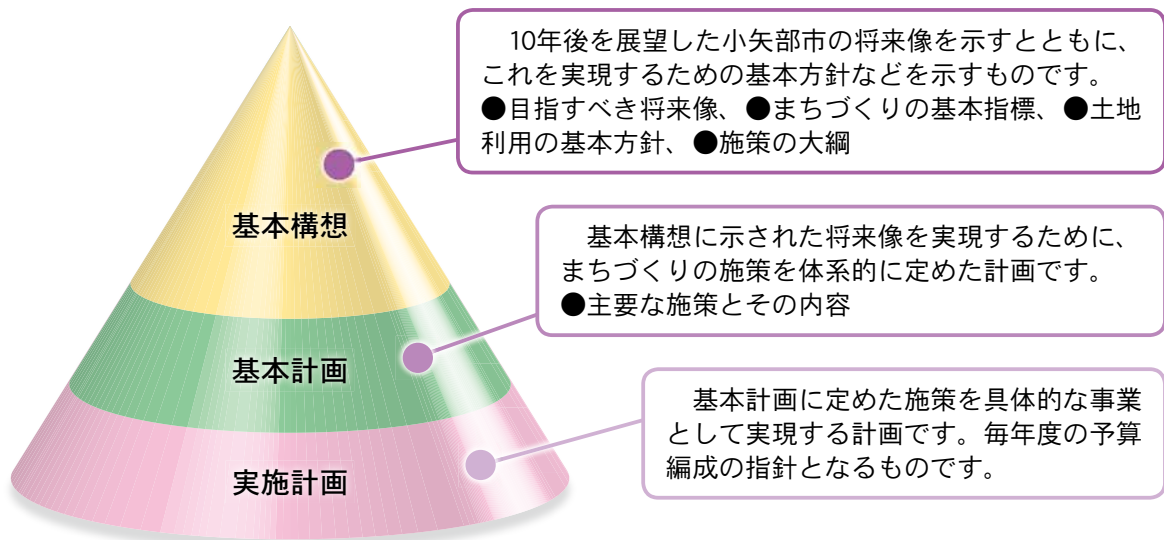 10年後を展望した小矢部市の将来像を示すとともに、
これを実現するための基本方針などを示すものです。
●目指すべき将来像、●まちづくりの基本指標、●土地
利用の基本方針、●施策の大綱
基本構想
基本構想に示された将来像を実現するために、
まちづくりの施策を体系的に定めた計画です。
●主要な施策とその内容
基本計画
基本計画に定めた施策を具体的な事業
として実現する計画です。毎年度の予算
編成の指針となるものです。
実施計画